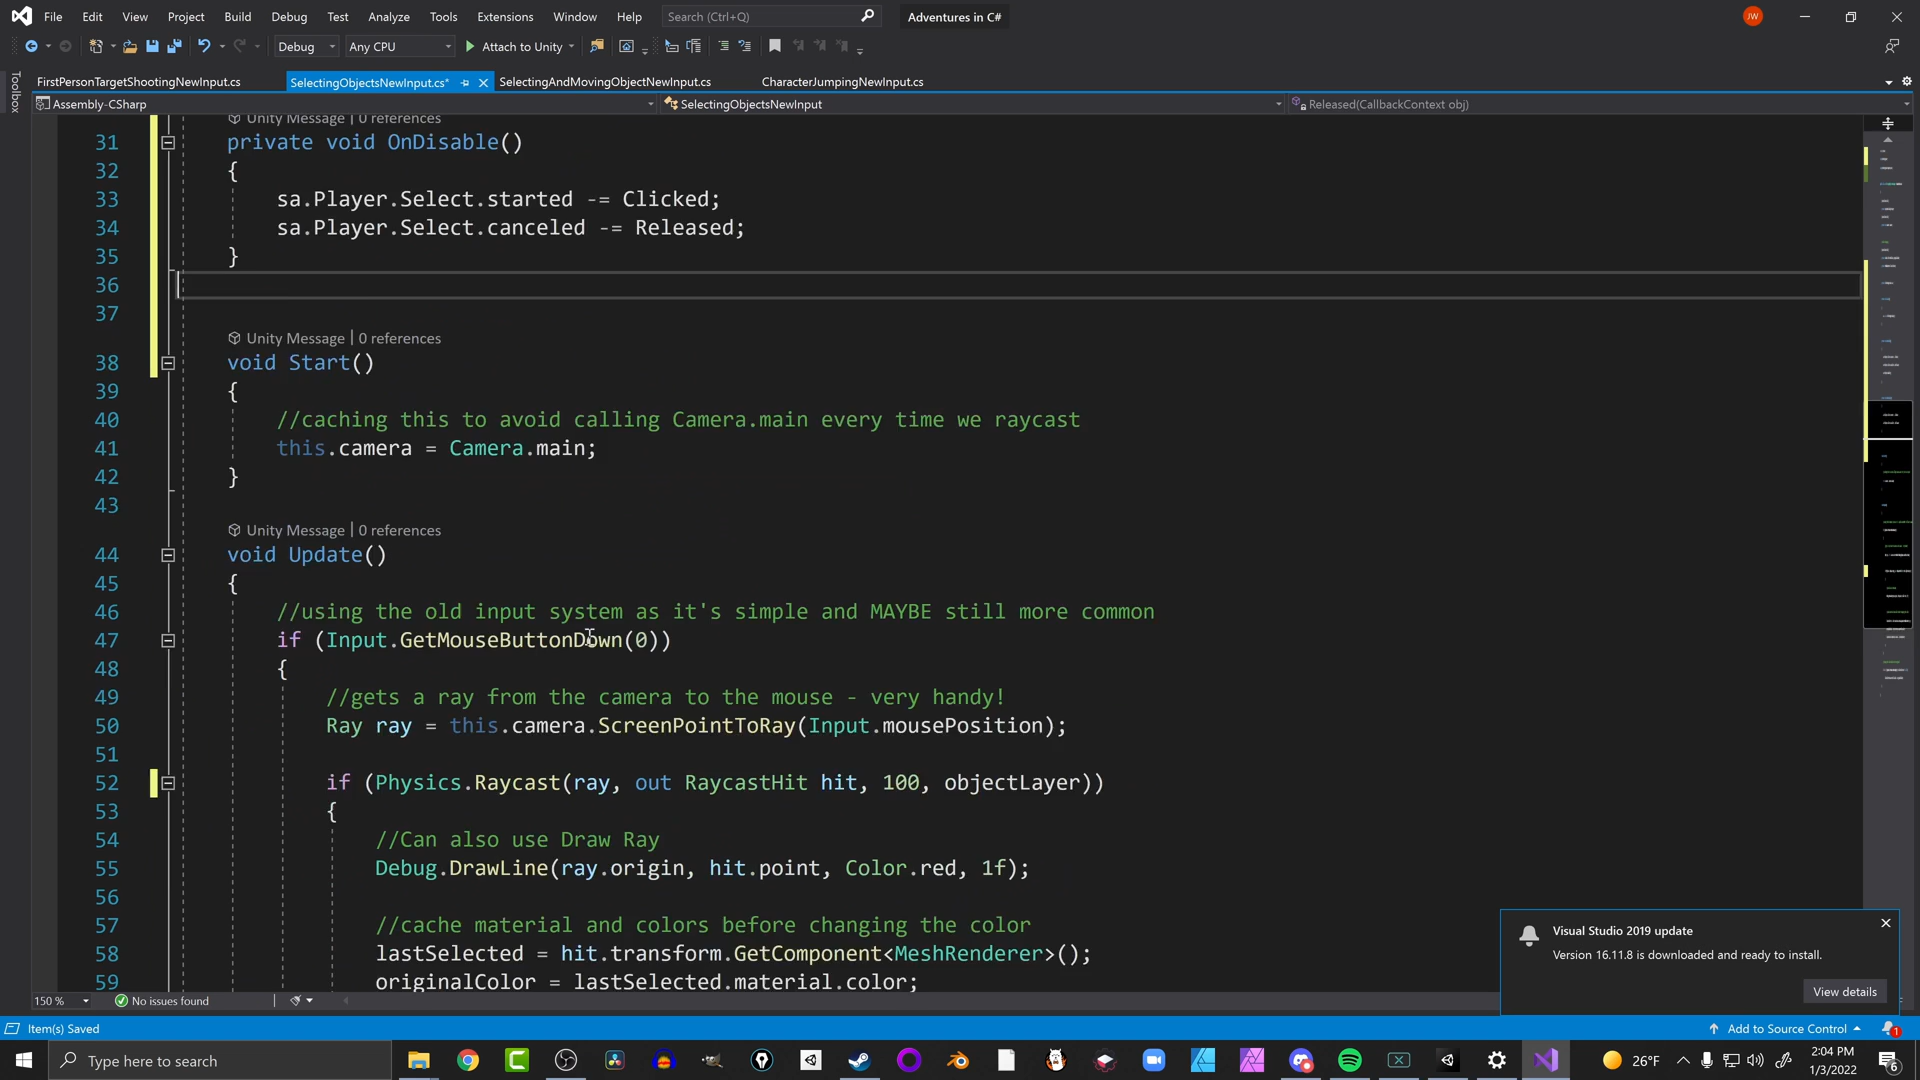 File Edit View Project Build Debug Test Analyze Tools Extensions Window Help Search (Ctrl+Q) Adventures in C# JW
Debug Any CPU Attach to Unity
Toolbox
FirstPersonTargetShootingNewInput.cs SelectingObjectsNewInput.cs* SelectingAndMovingObjectNewInput.cs CharacterJumpingNewInput.cs
Assembly-CSharp SelectingObjectsNewInput Released(CallbackContext obj)
Unity Message | 0 references
31 private void OnDisable()
32 {
33 sa.Player.Select.started -= Clicked;
34 sa.Player.Select.canceled -= Released;
35 }
36
37
Unity Message | 0 references
38 void Start()
39 {
40 //caching this to avoid calling Camera.main every time we raycast
41 this.camera = Camera.main;
42 }
43
Unity Message | 0 references
44 void Update()
45 {
46 //using the old input system as it's simple and MAYBE still more common
47 if (Input.GetMouseButtonDown(0))
48 {
49 //gets a ray from the camera to the mouse - very handy!
50 Ray ray = this.camera.ScreenPointToRay(Input.mousePosition);
51
52 if (Physics.Raycast(ray, out RaycastHit hit, 100, objectLayer))
53 {
54 //Can also use Draw Ray
55 Debug.DrawLine(ray.origin, hit.point, Color.red, 1f);
56
57 //cache material and colors before changing the color
58 lastSelected = hit.transform.GetComponent<MeshRenderer>();
59 originalColor = lastSelected.material.color;
Visual Studio 2019 update
Version 16.11.8 is downloaded and ready to install.
View details
150 % No issues found
Item(s) Saved Add to Source Control 1
Type here to search 26°F 2:04 PM
1/3/2022 6